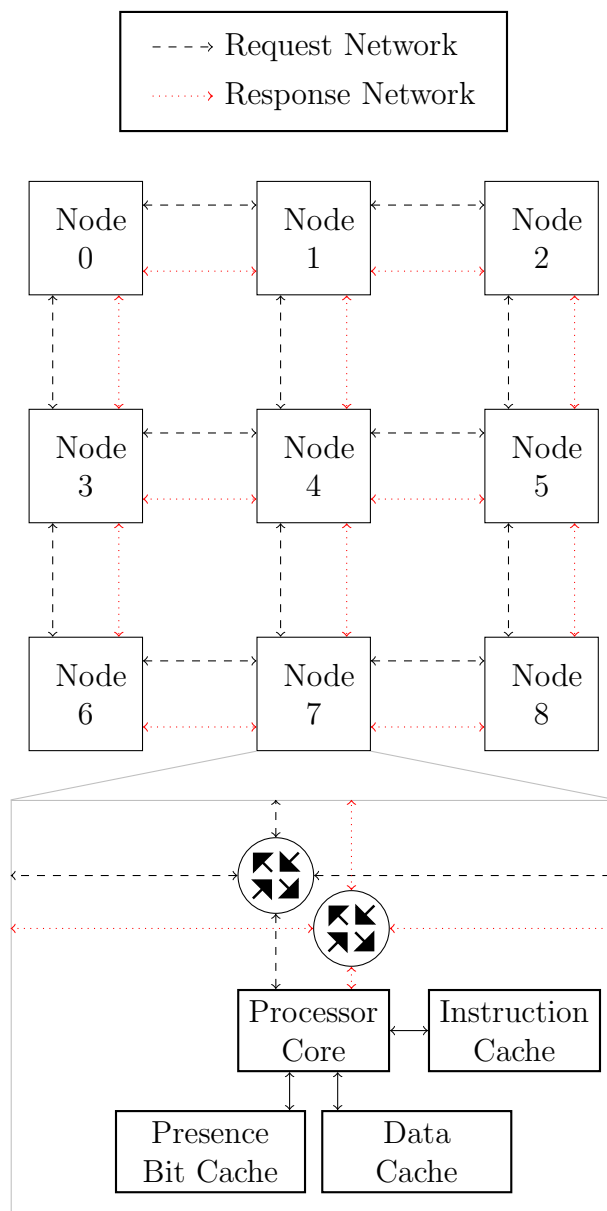 Request Network
Response Network
Node
0
Node
1
Node
2
Node
3
Node
4
Node
5
Node
6
Node
7
Node
8
Processor
Core
Instruction
Cache
Presence
Bit Cache
Data
Cache